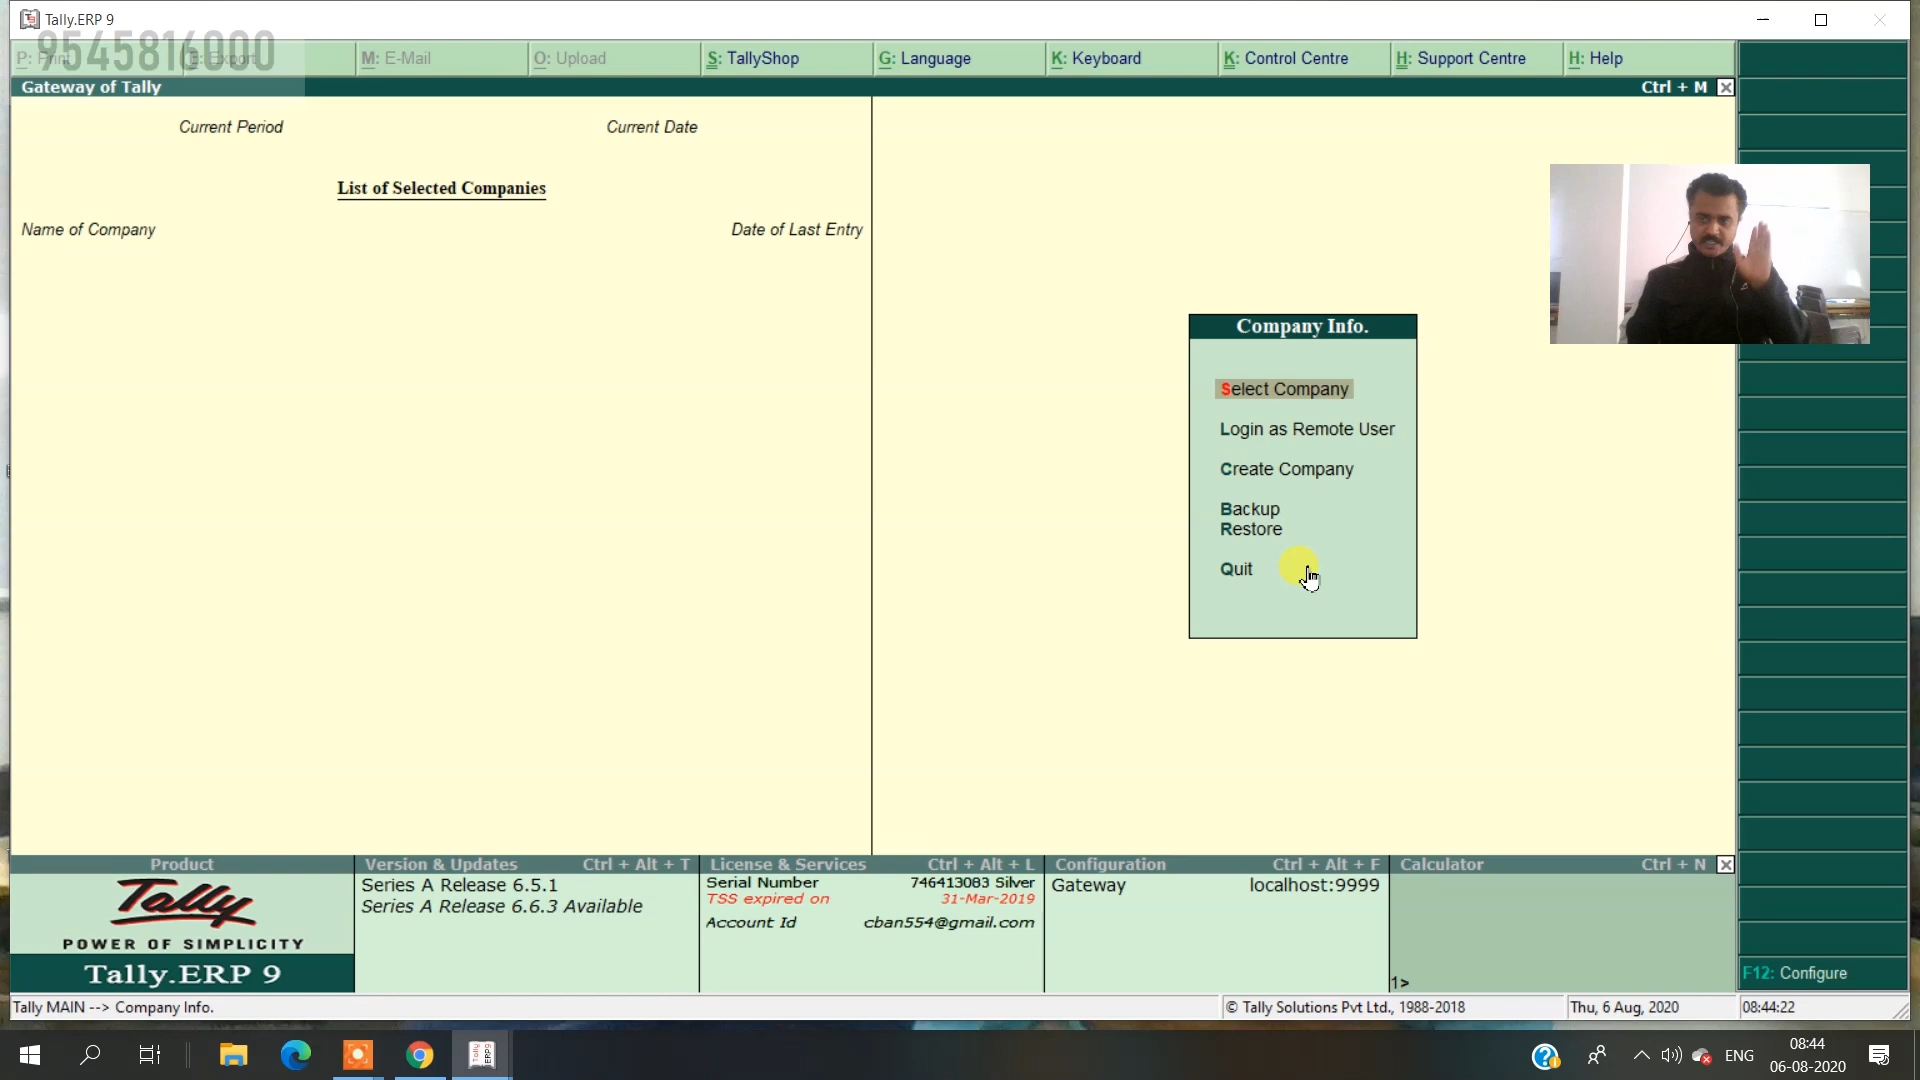 Tally.ERP 9
9545816000
P: Print E: Export M: E-Mail O: Upload S: TallyShop G: Language K: Keyboard K: Control Centre H: Support Centre H: Help
Gateway of Tally Ctrl + M
Current Period Current Date
List of Selected Companies
Name of Company Date of Last Entry
Company Info.
Select Company
Login as Remote User
Create Company
Backup
Restore
Quit
Product
Tally
POWER OF SIMPLICITY
Tally.ERP 9
Version & Updates Ctrl + Alt + T
Series A Release 6.5.1
Series A Release 6.6.3 Available
License & Services Ctrl + Alt + L
Serial Number 746413083 Silver
TSS expired on 31-Mar-2019
Account Id cban554@gmail.com
Configuration Ctrl + Alt + F
Gateway localhost:9999
Calculator Ctrl + N
1>
F12: Configure
Tally MAIN --> Company Info. © Tally Solutions Pvt Ltd., 1988-2018 Thu, 6 Aug, 2020 08:44:22
ENG 08:44
06-08-2020